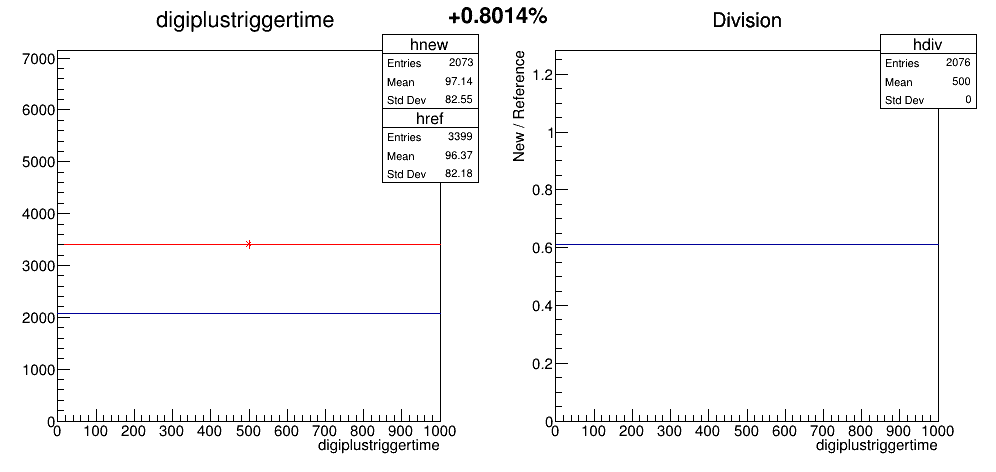 +0.8014%
digiplustriggertime
hnew
Entries 2073
Mean 97.14
Std Dev 82.55
href
Entries 3399
Mean 96.37
Std Dev 82.18
7000
6000
5000
4000
3000
2000
1000
0
0 100 200 300 400 500 600 700 800 900 1000
digiplustriggertime
Division
hdiv
Entries 2076
Mean 500
Std Dev 0
New / Reference
1.2
1
0.8
0.6
0.4
0.2
0
0 100 200 300 400 500 600 700 800 900 1000
digiplustriggertime